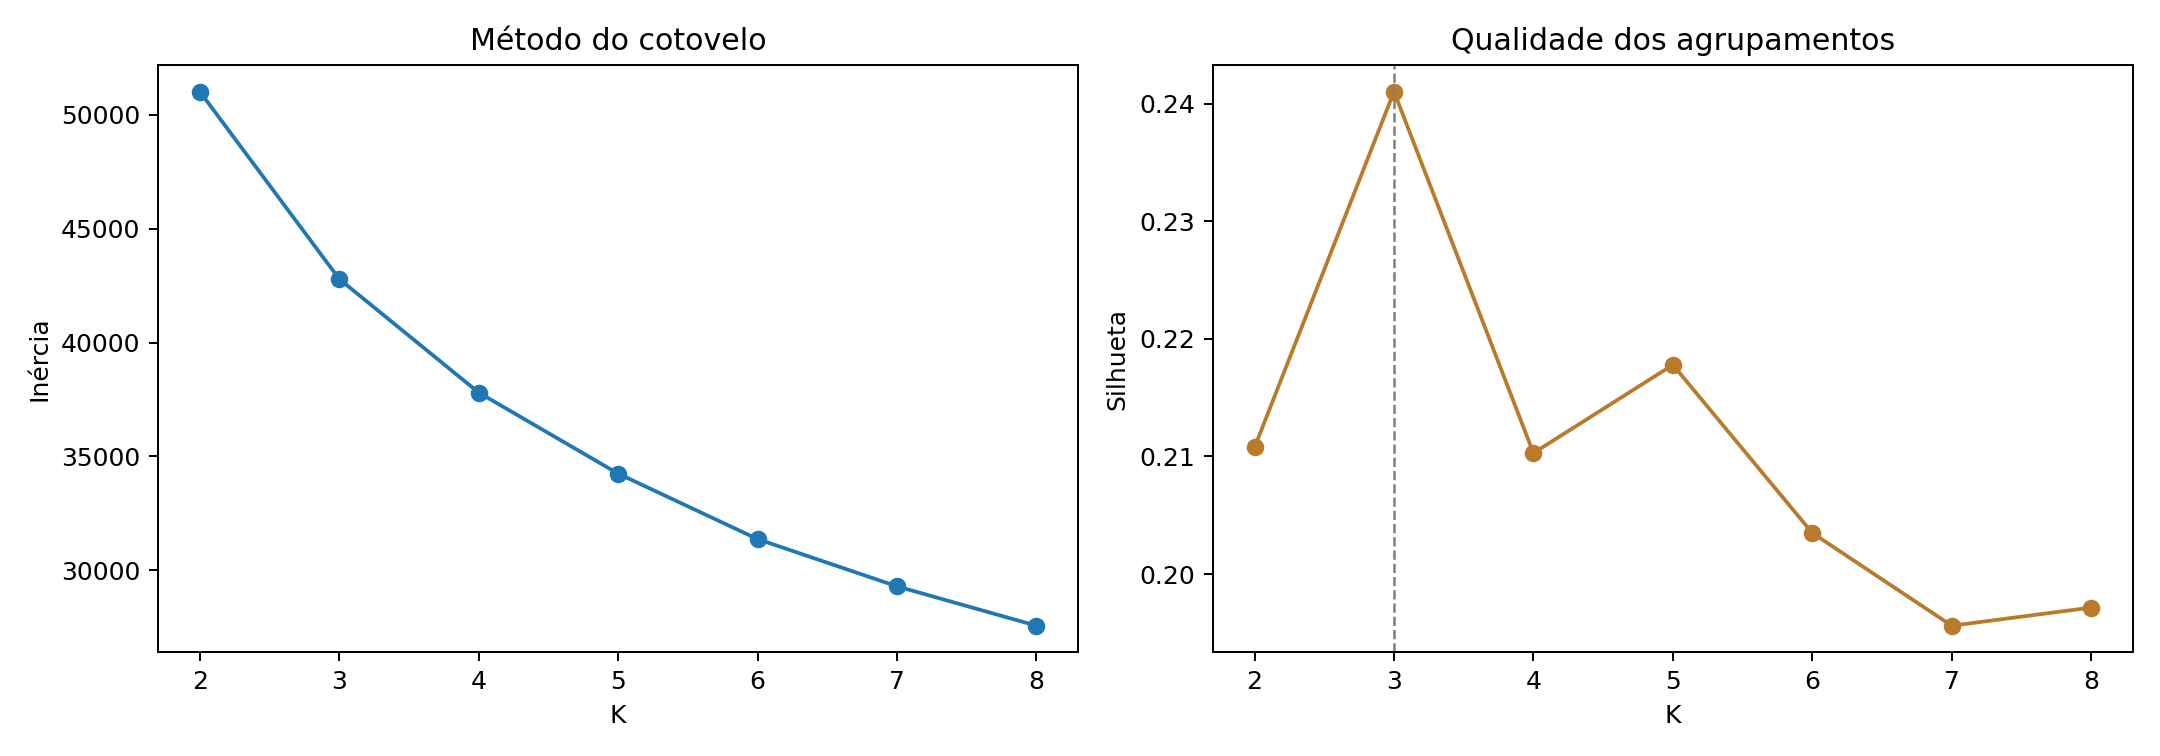 Método do cotovelo
50000
45000
40000
35000
30000
Inércia
2 3 4 5 6 7 8
K
Qualidade dos agrupamentos
0.24
0.23
0.22
0.21
0.20
Silhueta
2 3 4 5 6 7 8
K